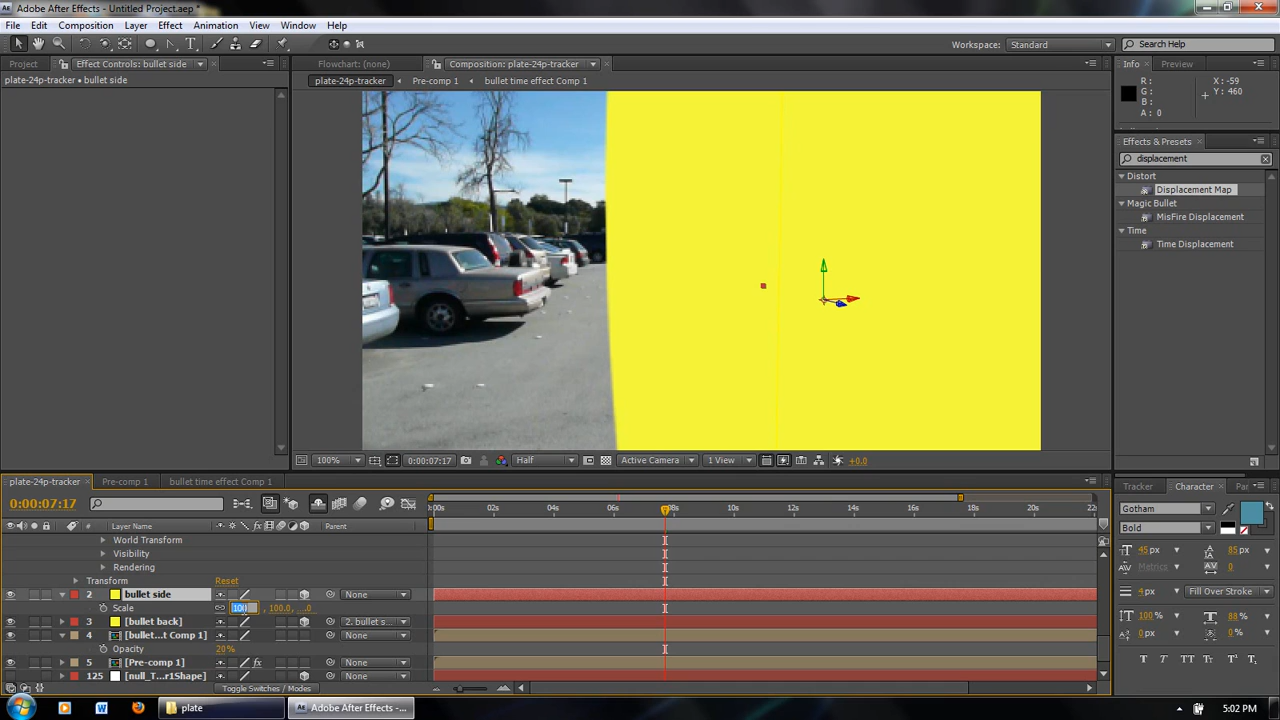 Adobe After Effects - Untitled Project.aep *
File Edit Composition Layer Effect Animation View Window Help
Workspace: Standard Search Help
Project Effect Controls: bullet side
plate-24p-tracker • bullet side
Flowchart: (none) Composition: plate-24p-tracker
plate-24p-tracker Pre-comp 1 bullet time effect Comp 1
Info Preview
R: X: -59
G: Y: 460
B:
A: 0
Effects & Presets
displacement
Distort
Displacement Map
Magic Bullet
MisFire Displacement
Time
Time Displacement
100% 0:00:07:17 Half Active Camera 1 View +0.0
plate-24p-tracker Pre-comp 1 bullet time effect Comp 1
0:00:07:17
# Layer Name Parent
00s 02s 04s 06s 08s 10s 12s 14s 16s 18s 20s 22s
World Transform
Visibility
Rendering
Transform Reset
2 bullet side None
Scale 100 , 100.0, ....0
3 [bullet back] 2. bullet s...
4 [bullet...t Comp 1] None
Opacity 20%
5 [Pre-comp 1] None
125 [null_T...r1Shape] None
Toggle Switches / Modes
Tracker Character Par
Gotham
Bold
45 px 85 px
Metrics 0
4 px Fill Over Stroke
100 % 88 %
0 px 0 %
T T TT Tr T¹ T₁
plate Adobe After Effects -... 5:02 PM